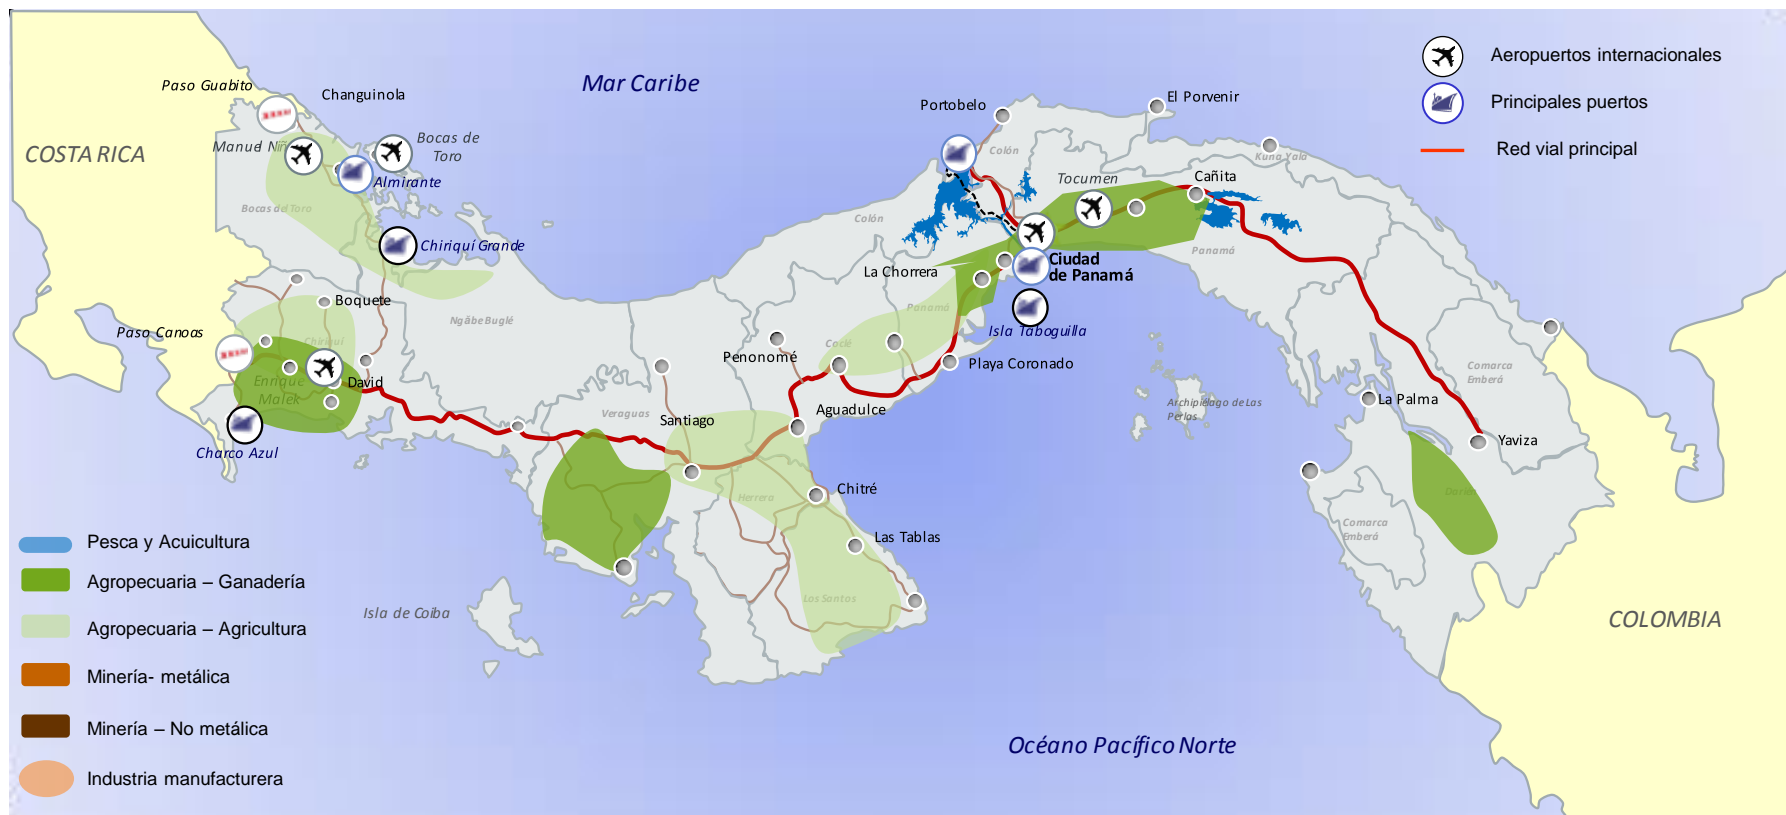 Mar Caribe
Aeropuertos internacionales
Principales puertos
Red vial principal
Paso Guabito
Changuinola
COSTA RICA
Bocas de
Toro
Almirante
Bocas del Toro
Chiriquí Grande
Portobelo
El Porvenir
Colón
Kuna Yala
Tocumen
Cañita
Colón
Panamá
La Chorrera
Ciudad
de Panamá
Isla Taboguilla
Boquete
Paso Canoas
Chiriquí
Ngäbe Buglé
Panamá
Coclé
Penonomé
Playa Coronado
Enrique
Malek
David
Charco Azul
Veraguas
Santiago
Aguadulce
Archipiélago de Las
Perlas
Comarca
Emberá
La Palma
Yaviza
Herrera
Chitré
Darién
Las Tablas
Comarca
Emberá
Los Santos
Isla de Coiba
COLOMBIA
Océano Pacífico Norte
Pesca y Acuicultura
Agropecuaria – Ganadería
Agropecuaria – Agricultura
Minería- metálica
Minería – No metálica
Industria manufacturera